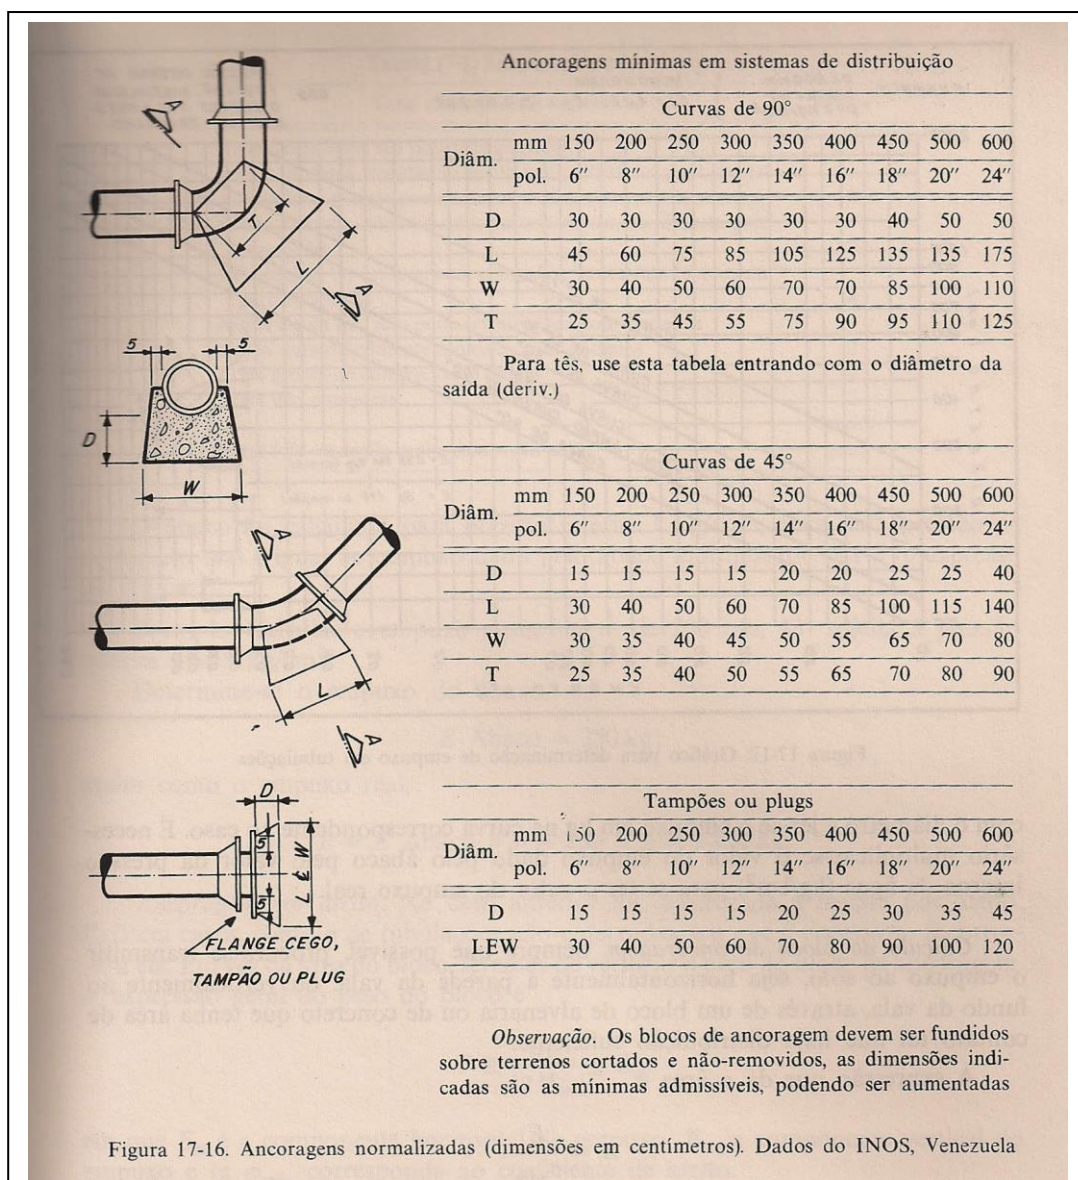 Ancoragens mínimas em sistemas de distribuição
Curvas de 90°
Diâm. mm 150 200 250 300 350 400 450 500 600
pol. 6″ 8″ 10″ 12″ 14″ 16″ 18″ 20″ 24″
D 30 30 30 30 30 30 40 50 50
L 45 60 75 85 105 125 135 135 175
W 30 40 50 60 70 70 85 100 110
T 25 35 45 55 75 90 95 110 125
Para tês, use esta tabela entrando com o diâmetro da
saída (deriv.)
Curvas de 45°
Diâm. mm 150 200 250 300 350 400 450 500 600
pol. 6″ 8″ 10″ 12″ 14″ 16″ 18″ 20″ 24″
D 15 15 15 15 20 20 25 25 40
L 30 40 50 60 70 85 100 115 140
W 30 35 40 45 50 55 65 70 80
T 25 35 40 50 55 65 70 80 90
Tampões ou plugs
Diâm. mm 150 200 250 300 350 400 450 500 600
pol. 6″ 8″ 10″ 12″ 14″ 16″ 18″ 20″ 24″
D 15 15 15 15 20 25 30 35 45
LEW 30 40 50 60 70 80 90 100 120
Observação. Os blocos de ancoragem devem ser fundidos
sobre terrenos cortados e não-removidos, as dimensões indi-
cadas são as mínimas admissíveis, podendo ser aumentadas
A
T
L
A
5 5
D
W
A
L
A
D
5
L E W
5
FLANGE CEGO,
TAMPÃO OU PLUG
Figura 17-16. Ancoragens normalizadas (dimensões em centímetros). Dados do INOS, Venezuela